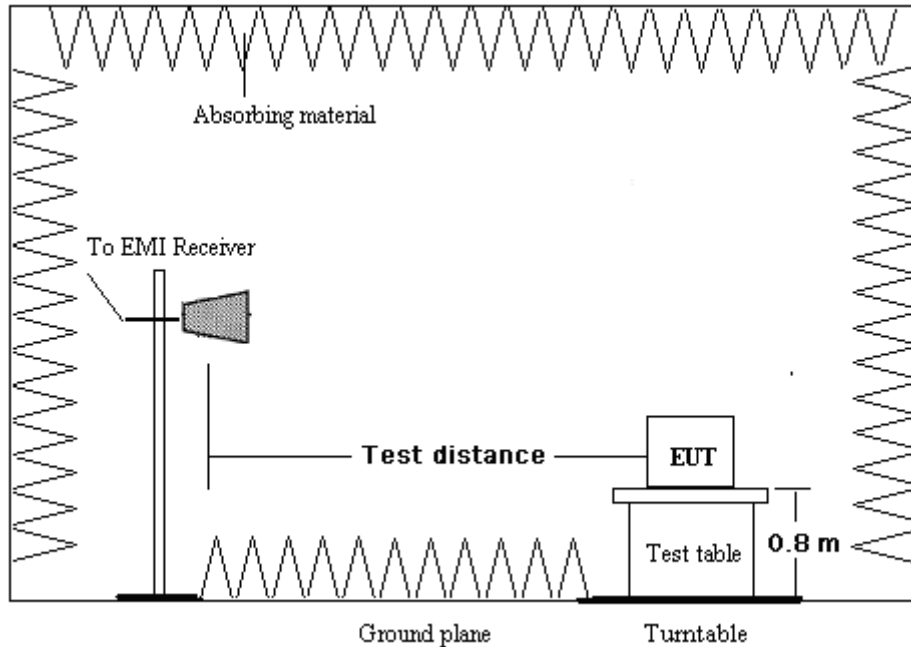 Absorbing material
To EMI Receiver
Test distance
EUT
Test table
0.8 m
Ground plane
Turntable